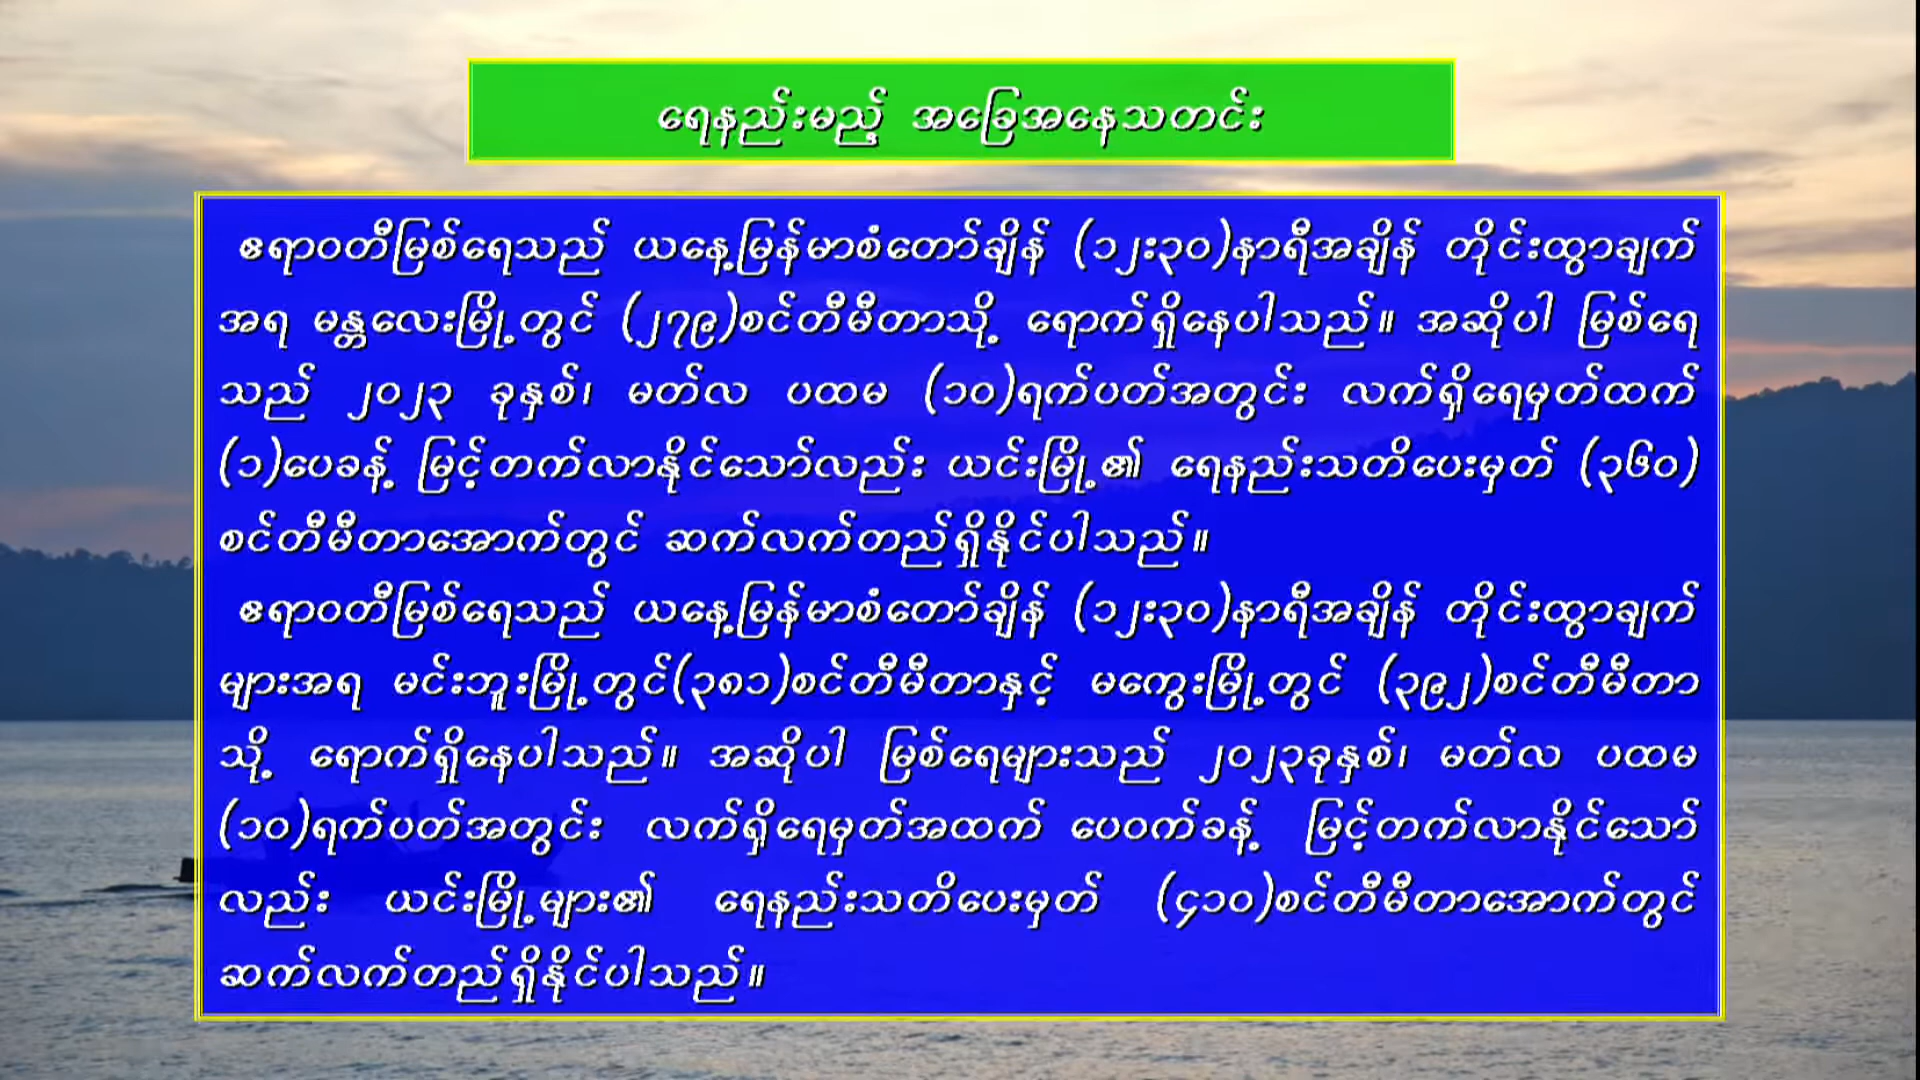 ရေနည်းမည့် အခြေအနေသတင်း
ဧရာဝတီမြစ်ရေသည် ယနေ့မြန်မာစံတော်ချိန် (၁၂း၃၀)နာရီအချိန် တိုင်းထွာချက်
အရ မန္တလေးမြို့တွင် (၂၇၉)စင်တီမီတာသို့ ရောက်ရှိနေပါသည်။ အဆိုပါ မြစ်ရေ
သည် ၂၀၂၃ ခုနှစ်၊ မတ်လ ပထမ (၁၀)ရက်ပတ်အတွင်း လက်ရှိရေမှတ်ထက်
(၁)ပေခန့် မြင့်တက်လာနိုင်သော်လည်း ယင်းမြို့၏ ရေနည်းသတိပေးမှတ် (၃၆၀)
စင်တီမီတာအောက်တွင် ဆက်လက်တည်ရှိနိုင်ပါသည်။
ဧရာဝတီမြစ်ရေသည် ယနေ့မြန်မာစံတော်ချိန် (၁၂း၃၀)နာရီအချိန် တိုင်းထွာချက်
များအရ မင်းဘူးမြို့တွင်(၃၈၁)စင်တီမီတာနှင့် မကွေးမြို့တွင် (၃၉၂)စင်တီမီတာ
သို့ ရောက်ရှိနေပါသည်။ အဆိုပါ မြစ်ရေများသည် ၂၀၂၃ခုနှစ်၊ မတ်လ ပထမ
(၁၀)ရက်ပတ်အတွင်း လက်ရှိရေမှတ်အထက် ပေဝက်ခန့် မြင့်တက်လာနိုင်သော်
လည်း ယင်းမြို့များ၏ ရေနည်းသတိပေးမှတ် (၄၁၀)စင်တီမီတာအောက်တွင်
ဆက်လက်တည်ရှိနိုင်ပါသည်။